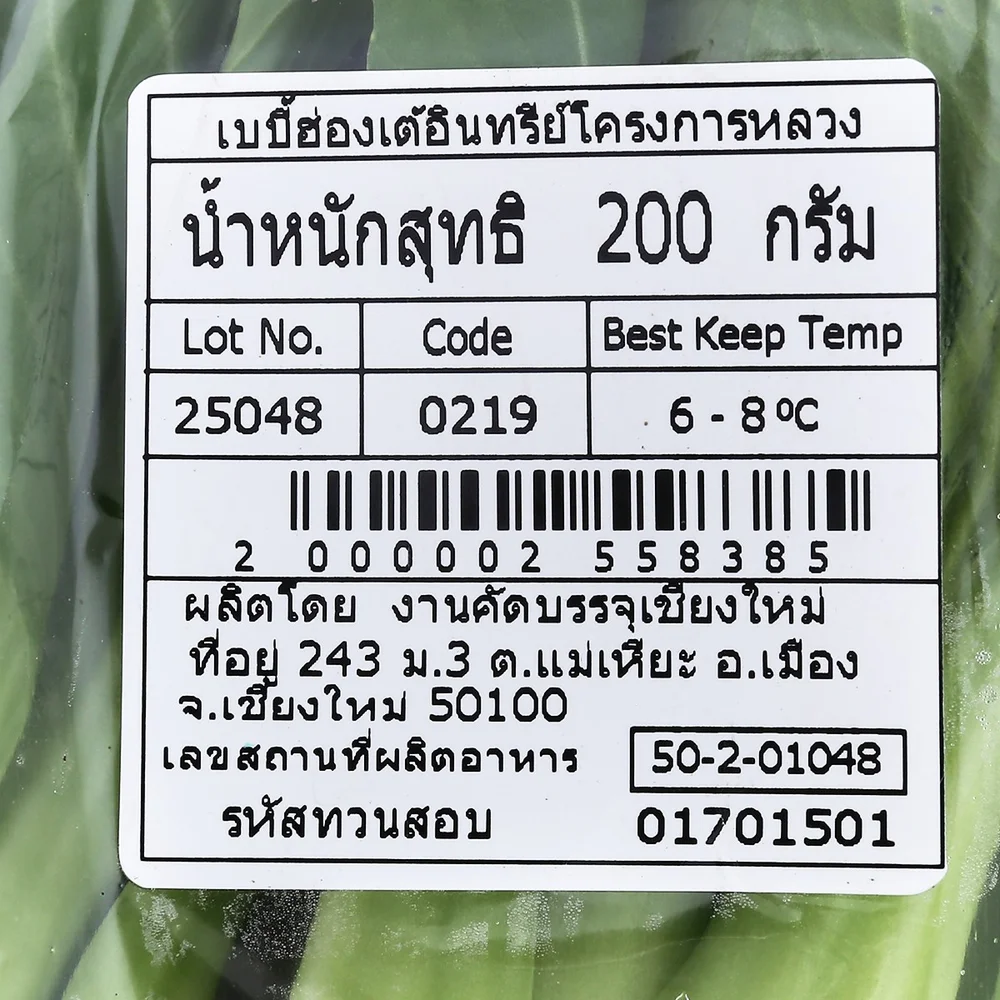 เบบี้ฮ่องเต้อินทรีย์โครงการหลวง
น้ำหนักสุทธิ 200 กรัม
Lot No. Code Best Keep Temp
25048 0219 6 - 8 ºC
2 000002 558385
ผลิตโดย งานคัดบรรจุเชียงใหม่
ที่อยู่ 243 ม.3 ต.แม่เหียะ อ.เมือง
จ.เชียงใหม่ 50100
เลขสถานที่ผลิตอาหาร 50-2-01048
รหัสทวนสอบ 01701501